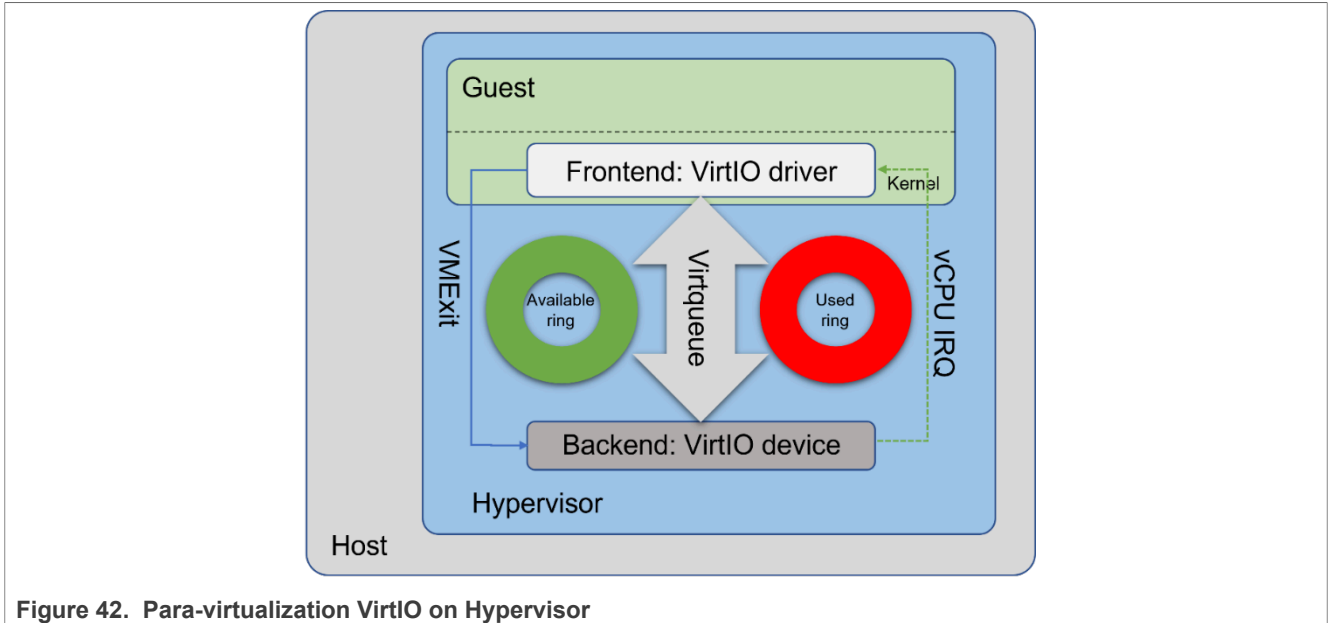 Guest
Frontend: VirtIO driver
Kernel
VMExit
Available
ring
Virtqueue
Used
ring
vCPU IRQ
Backend: VirtIO device
Hypervisor
Host
Figure 42. Para-virtualization VirtIO on Hypervisor